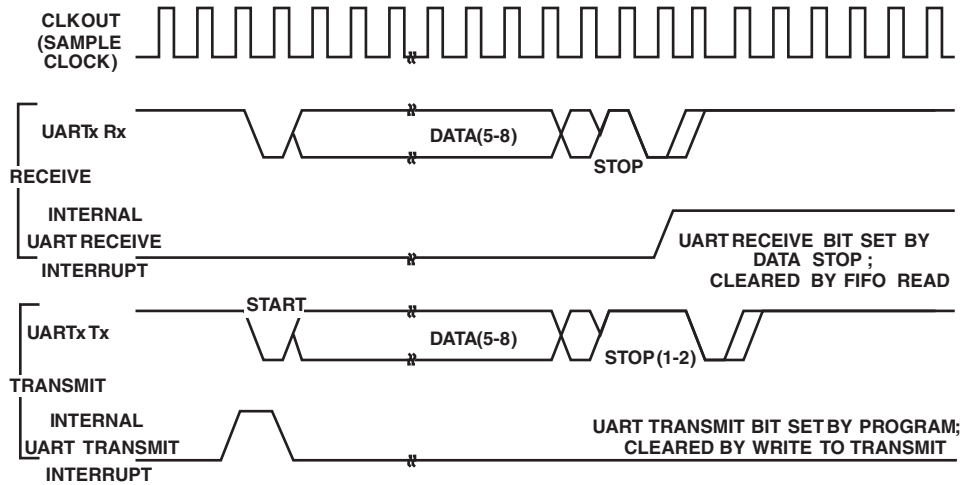 CLKOUT
(SAMPLE
CLOCK)
UARTx Rx
DATA(5-8)
STOP
RECEIVE
INTERNAL
UART RECEIVE
INTERRUPT
UART RECEIVE BIT SET BY
DATA STOP ;
CLEARED BY FIFO READ
START
UARTx Tx
DATA(5-8)
STOP (1-2)
TRANSMIT
INTERNAL
UART TRANSMIT
INTERRUPT
UART TRANSMIT BIT SET BY PROGRAM;
CLEARED BY WRITE TO TRANSMIT